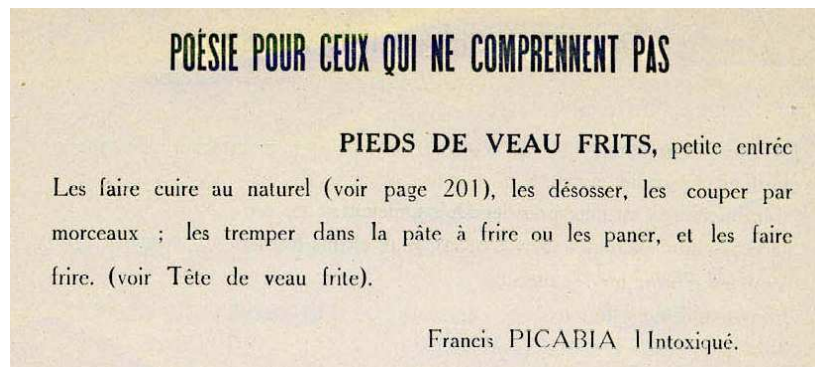 POÉSIE POUR CEUX QUI NE COMPRENNENT PAS
PIEDS DE VEAU FRITS, petite entrée
Les faire cuire au naturel (voir page 201), les désosser, les couper par
morceaux ; les tremper dans la pâte à frire ou les paner, et les faire
frire. (voir Tête de veau frite).
Francis PICABIA l Intoxiqué.